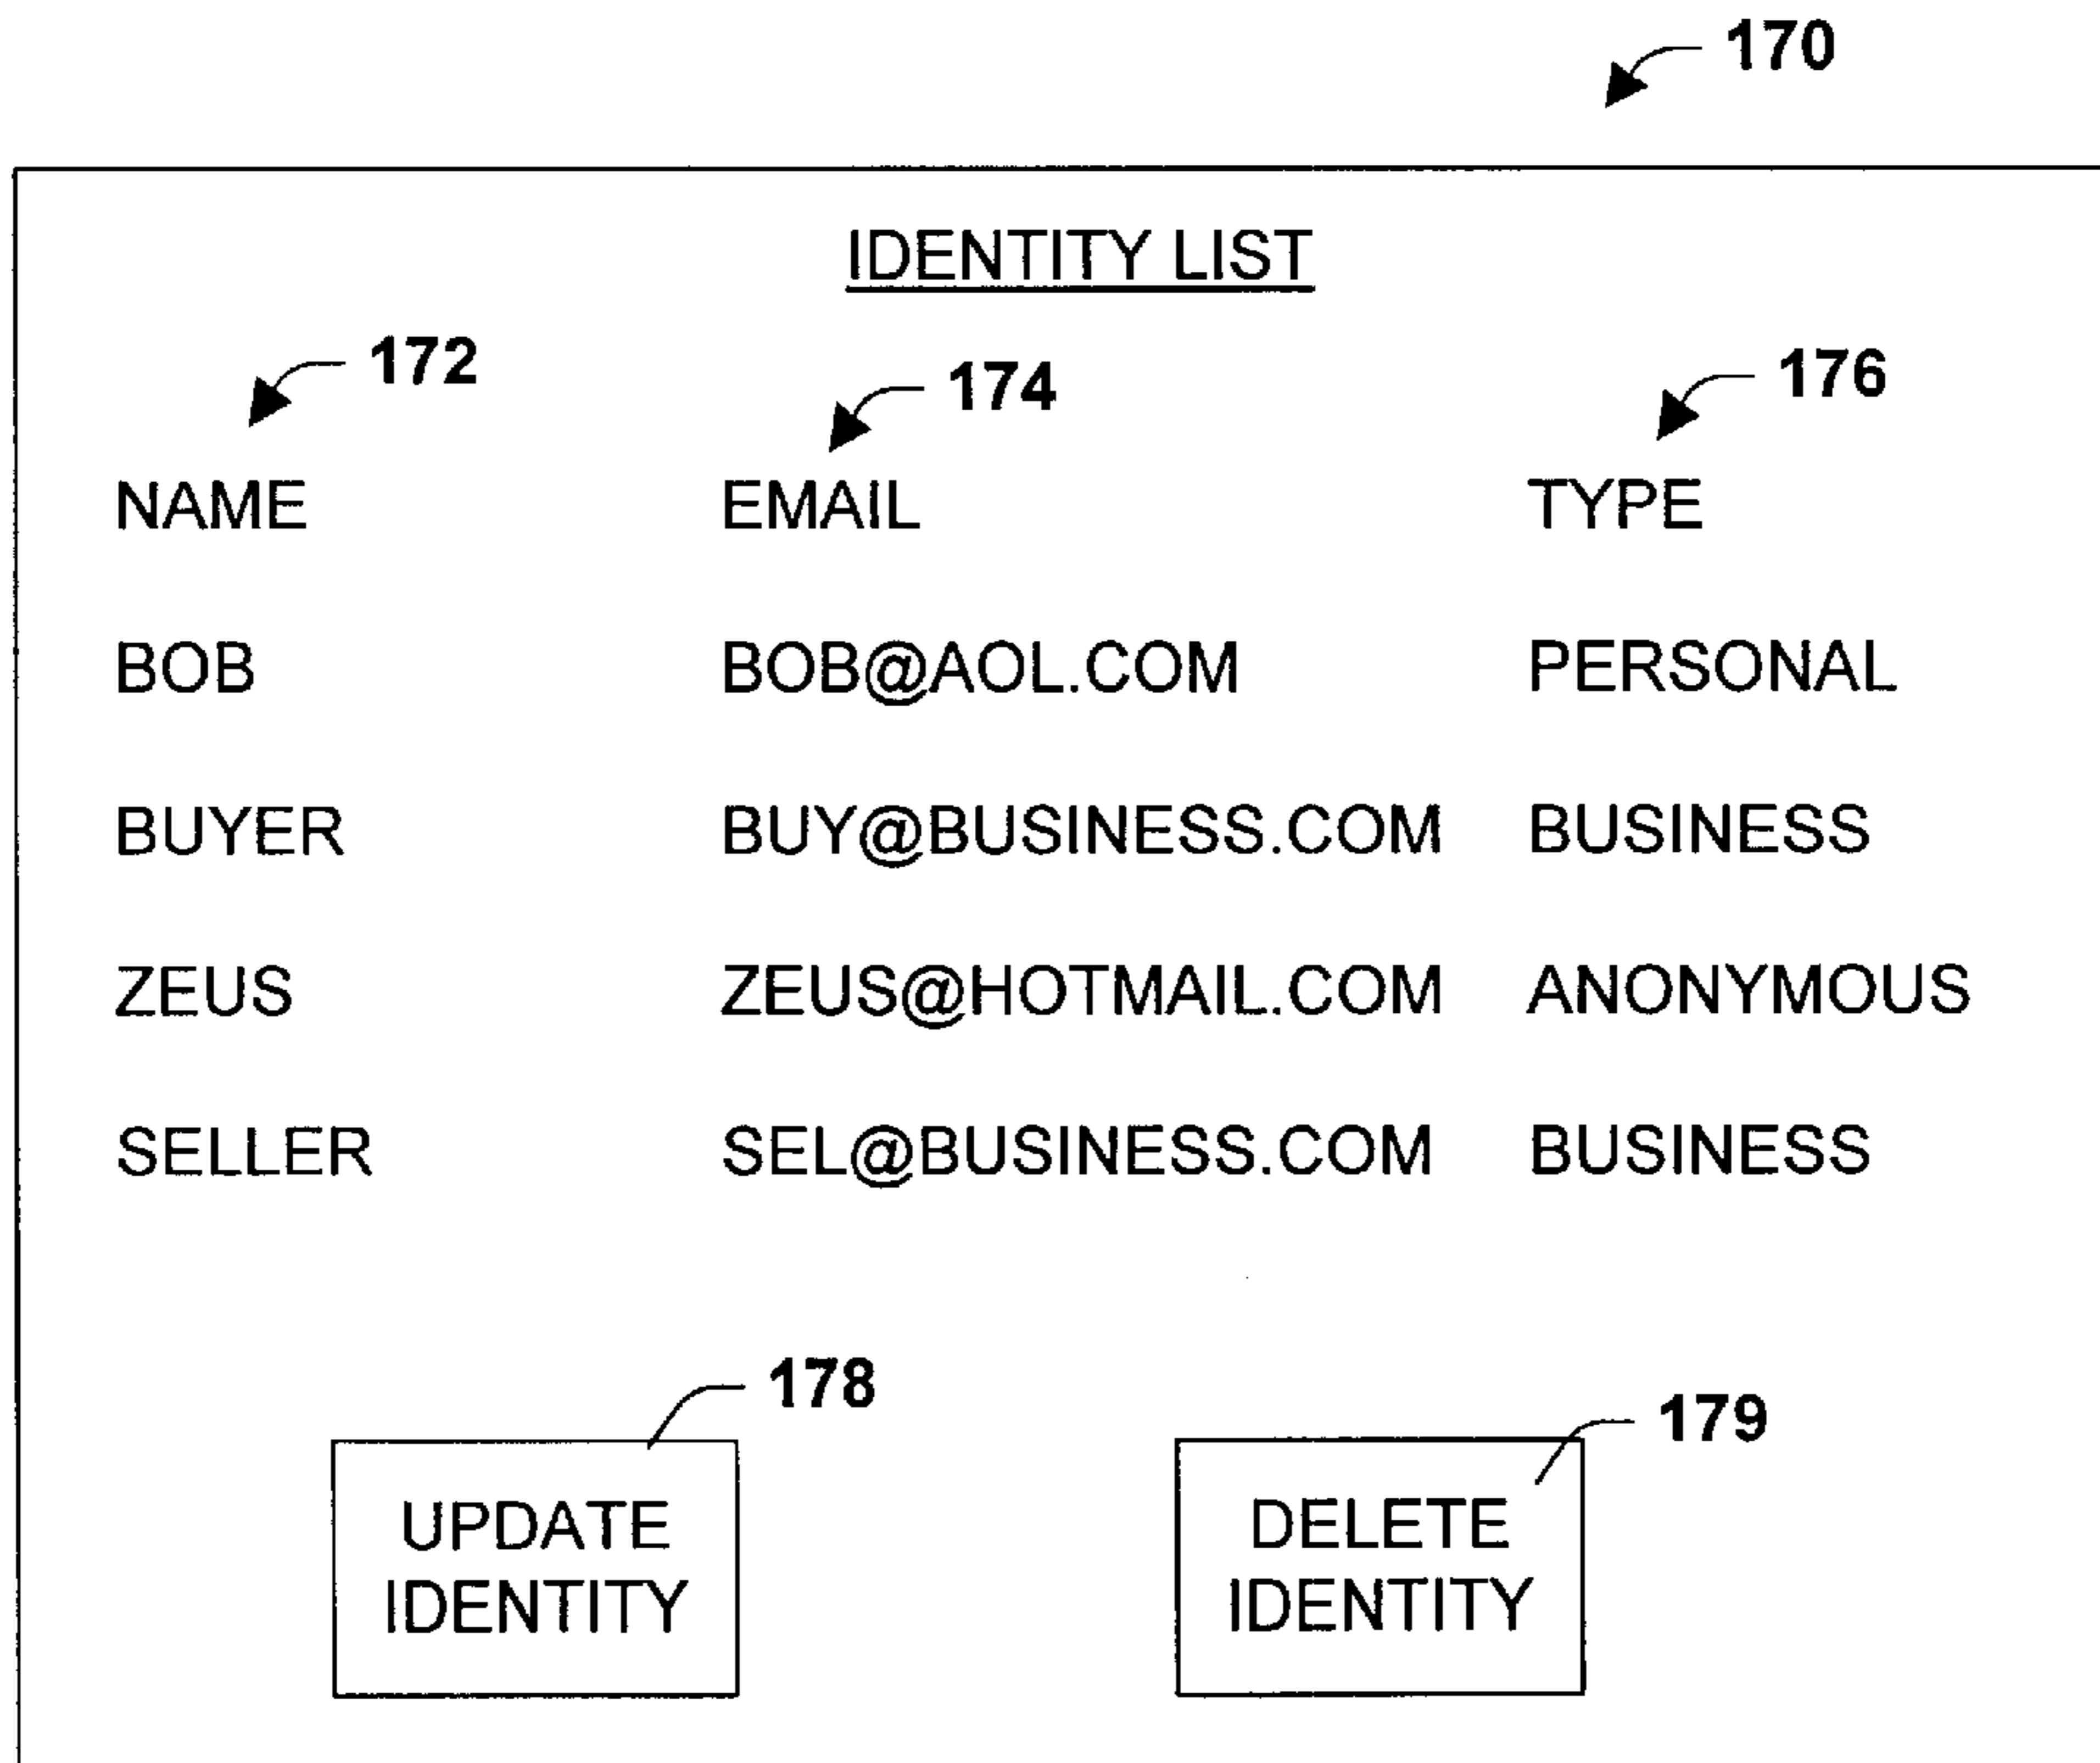 170
IDENTITY LIST
172 174 176
NAME EMAIL TYPE
BOB BOB@AOL.COM PERSONAL
BUYER BUY@BUSINESS.COM BUSINESS
ZEUS ZEUS@HOTMAIL.COM ANONYMOUS
SELLER SEL@BUSINESS.COM BUSINESS
178 179
UPDATE DELETE
IDENTITY IDENTITY